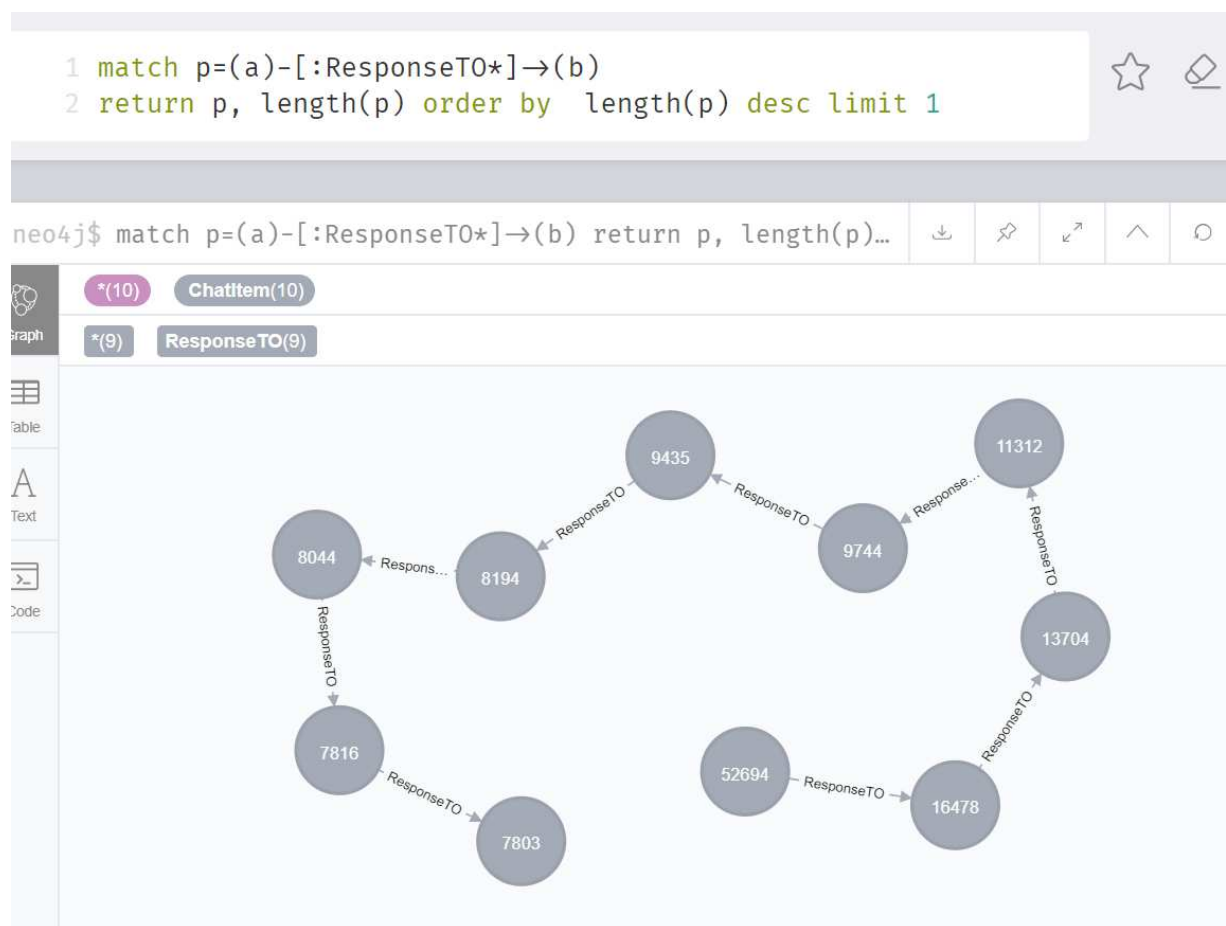 1 match p=(a)-[:ResponseTO*]→(b)
2 return p, length(p) order by  length(p) desc limit 1
neo4j$ match p=(a)-[:ResponseTO*]→(b) return p, length(p)…
*(10) ChatItem(10)
*(9) ResponseTO(9)
Graph
Table
A
Text
Code
9435
11312
ResponseTO
ResponseTO
Response...
ResponseTO
8044
Respons...
8194
9744
ResponseTO
13704
7816
ResponseTO
52694
ResponseTO
16478
ResponseTO
7803